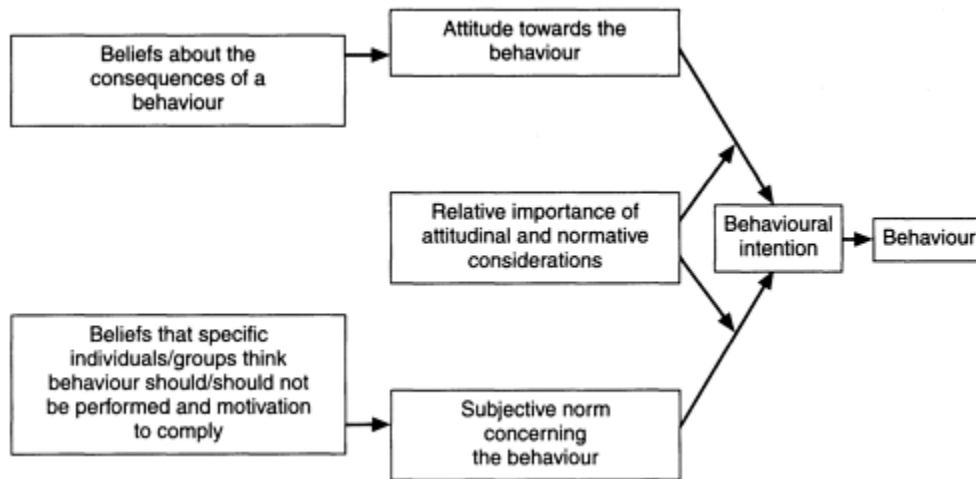 Beliefs about the
consequences of a
behaviour
Attitude towards the
behaviour
Relative importance of
attitudinal and normative
considerations
Behavioural
intention
Behaviour
Beliefs that specific
individuals/groups think
behaviour should/should not
be performed and motivation
to comply
Subjective norm
concerning
the behaviour